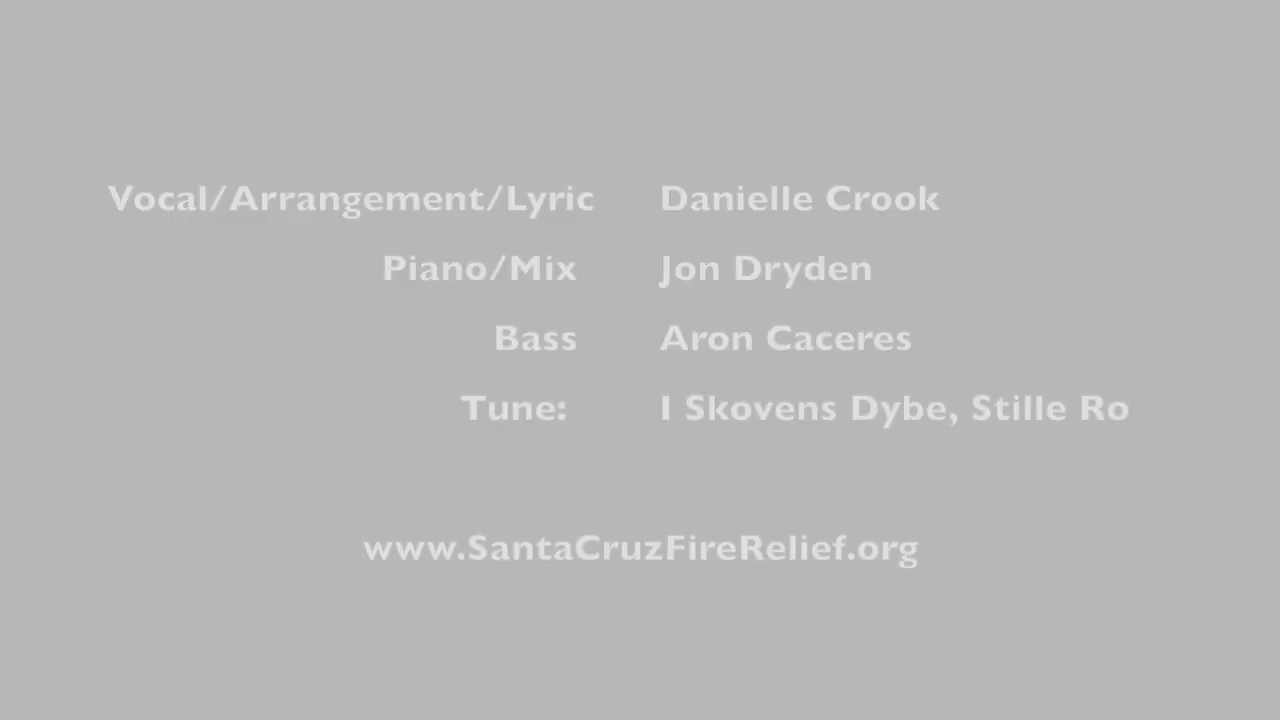 Vocal/Arrangement/Lyric Danielle Crook
Piano/Mix Jon Dryden
Bass Aron Caceres
Tune: I Skovens Dybe, Stille Ro
www.SantaCruzFireRelief.org